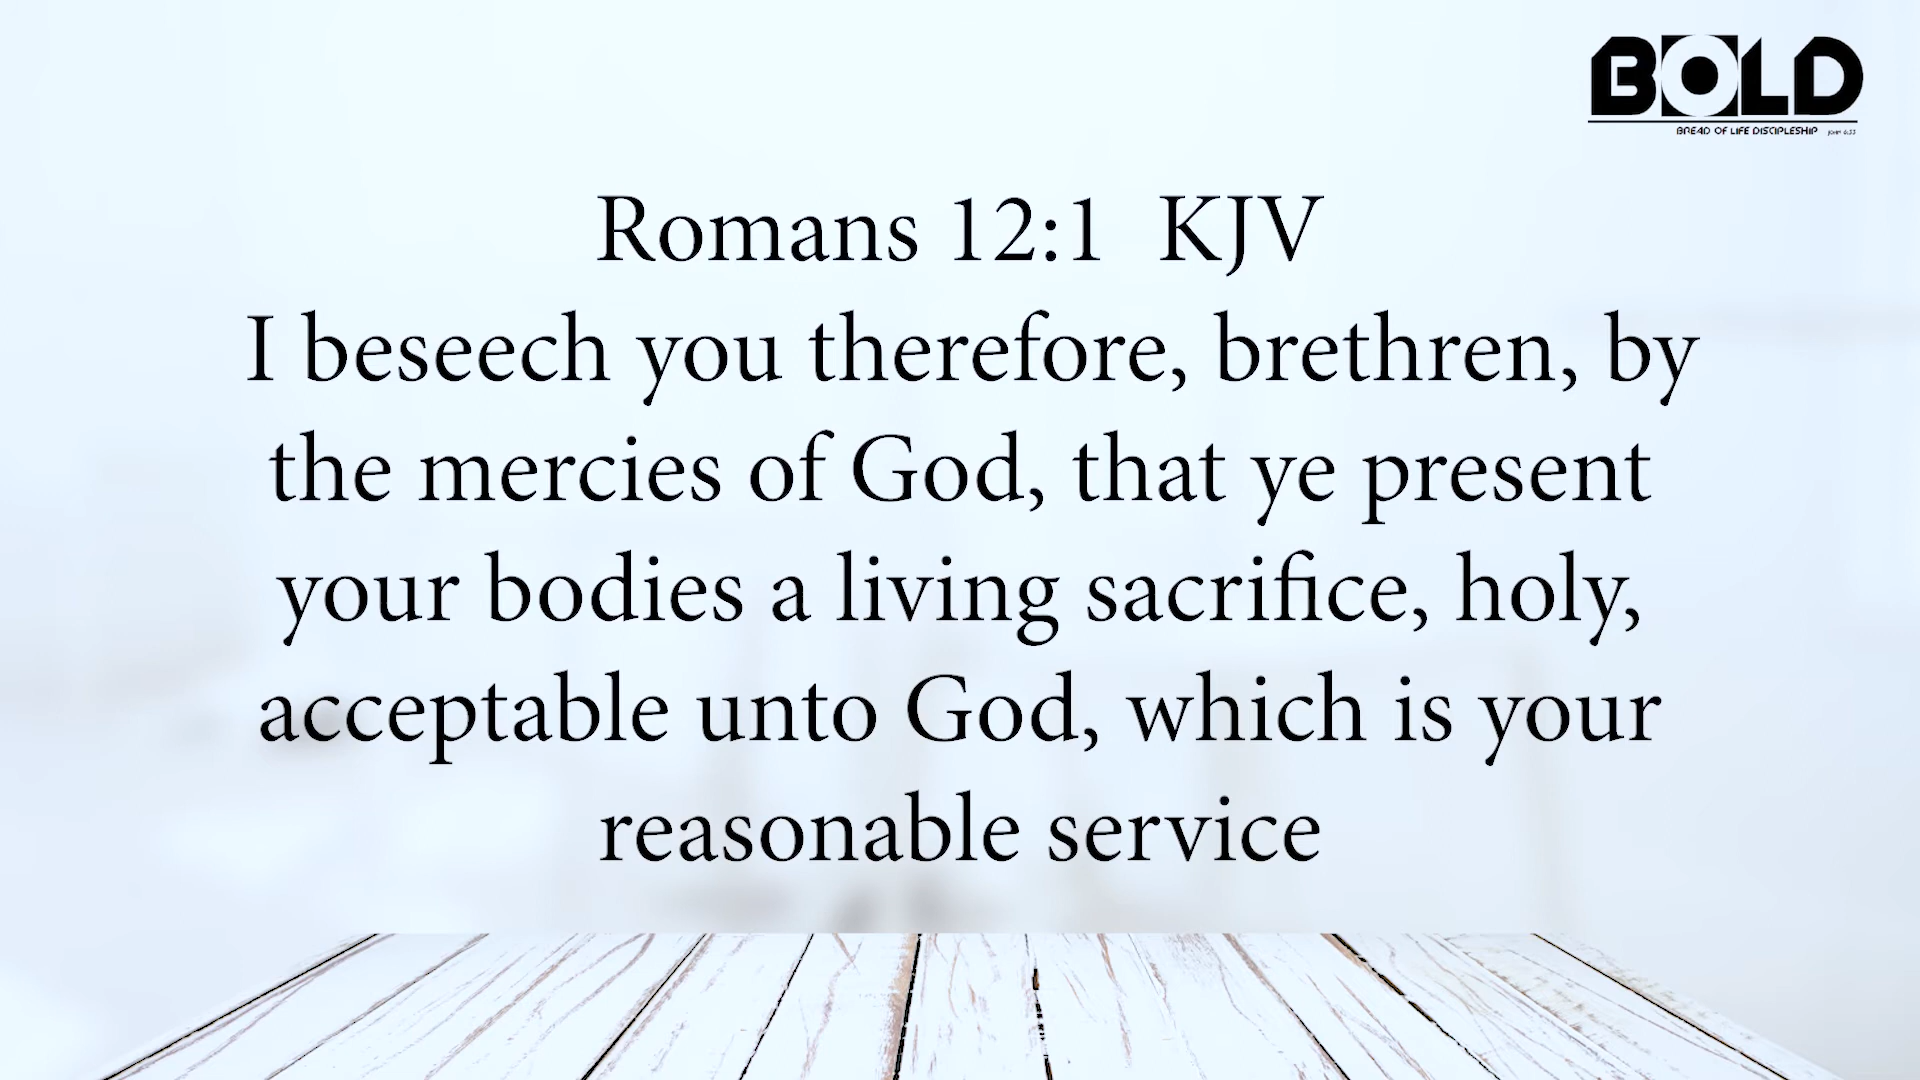 BOLD
BREAD OF LIFE DISCIPLESHIP
Romans 12:1 KJV
I beseech you therefore, brethren, by
the mercies of God, that ye present
your bodies a living sacrifice, holy,
acceptable unto God, which is your
reasonable service